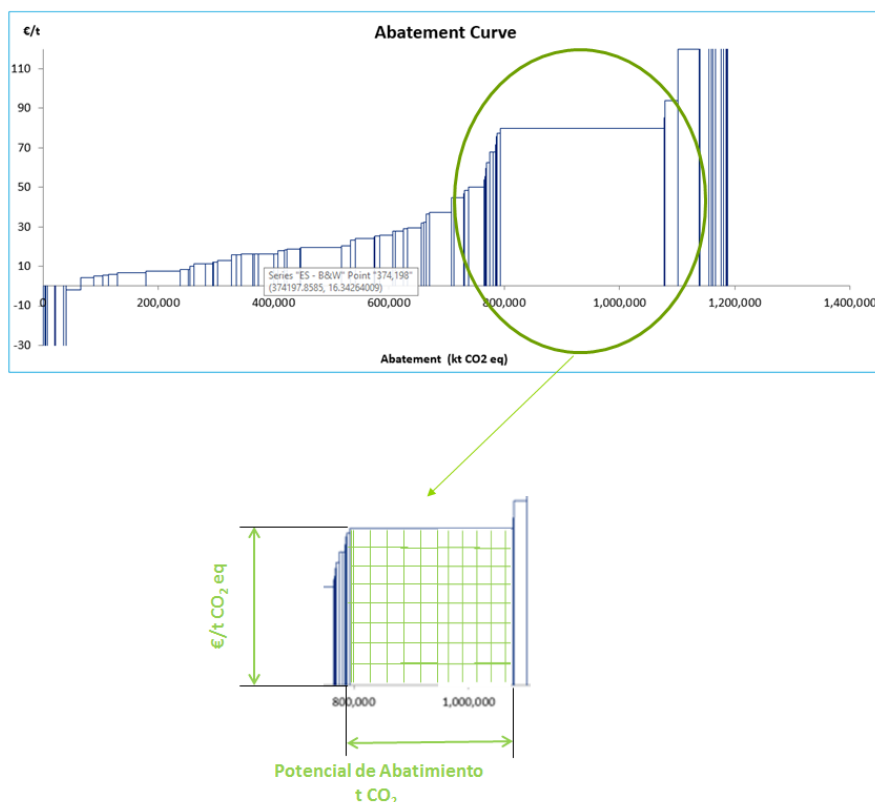 Abatement Curve
€/t
110
90
70
50
30
10
-10
-30
0
200,000
400,000
600,000
800,000
1,000,000
1,200,000
1,400,000
Series "ES - B&W" Point "374,198"
(374197.8585, 16.34264009)
Abatement (kt CO2 eq)
€/t CO₂ eq
800,000
1,000,000
Potencial de Abatimiento
t CO₂